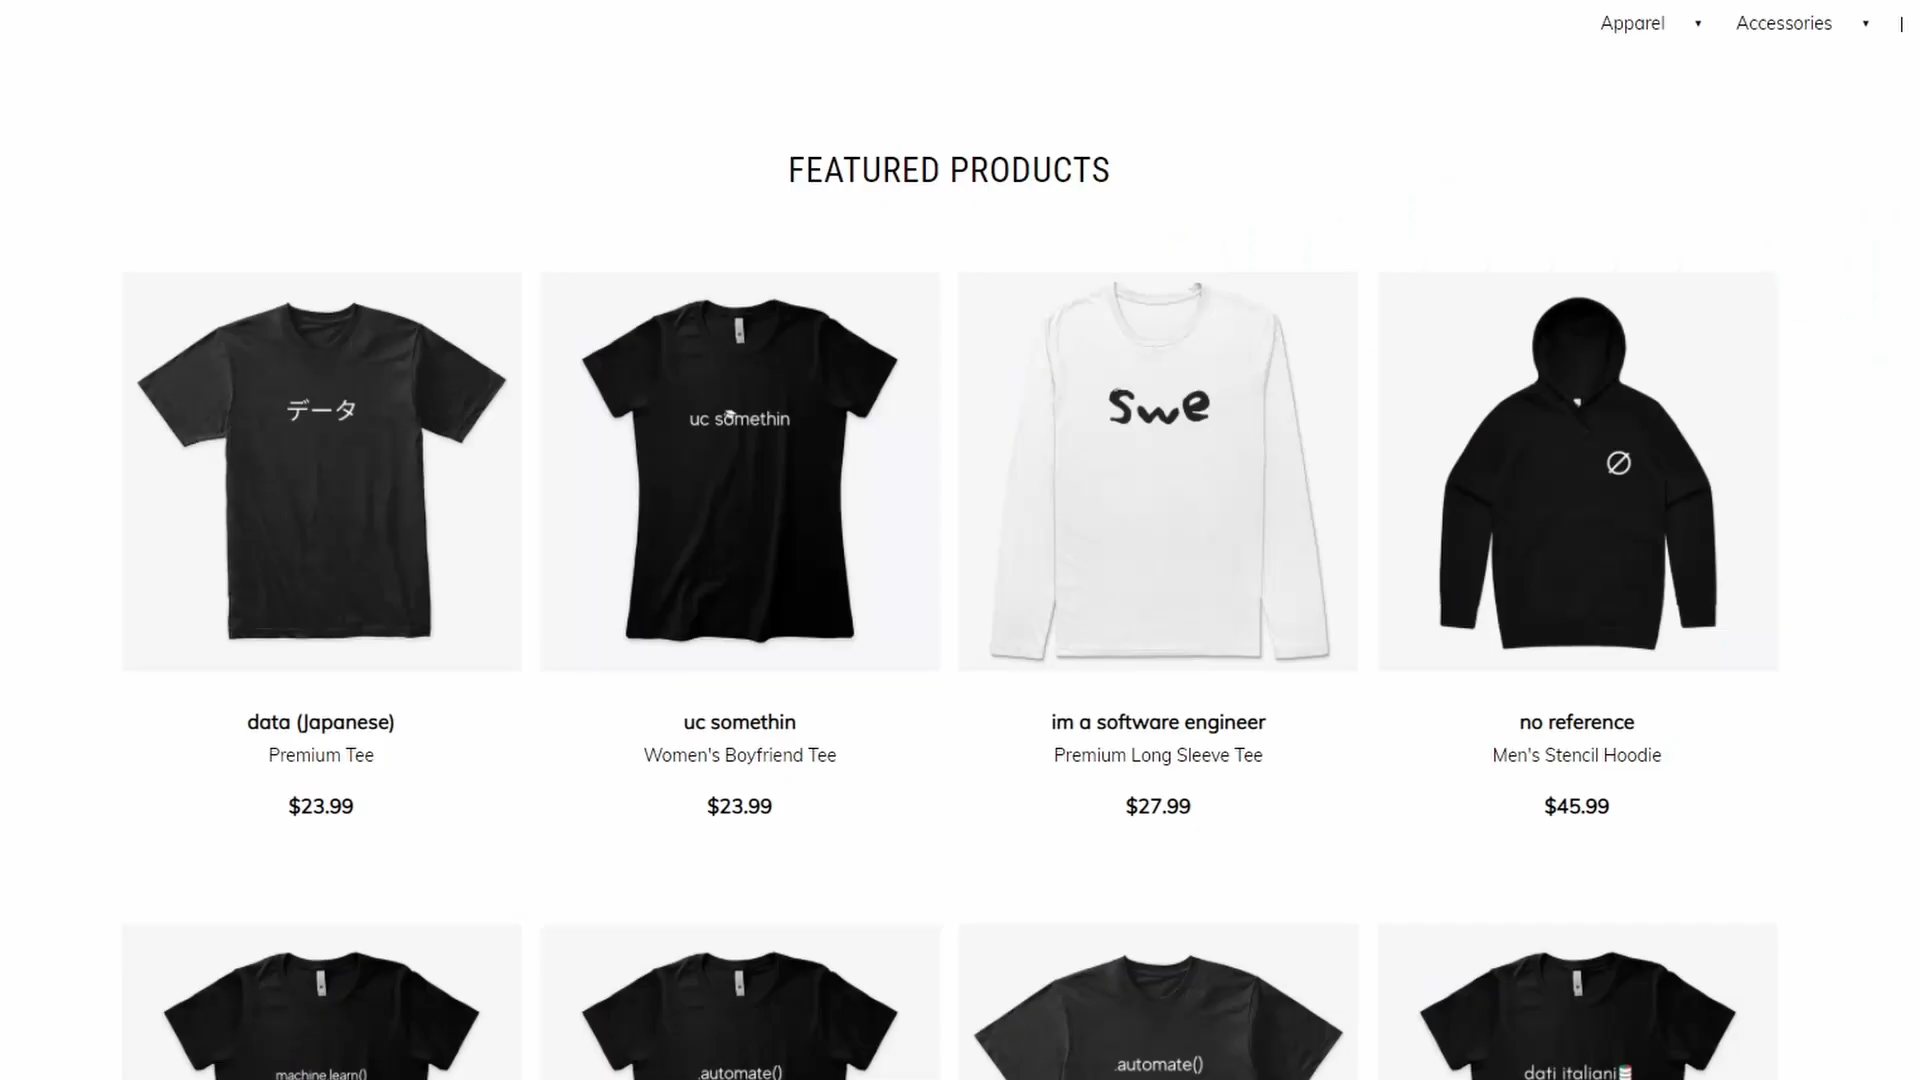 Apparel ▾ Accessories ▾ |
FEATURED PRODUCTS
データ
uc somethin
swe
data (Japanese)
Premium Tee
$23.99
uc somethin
Women's Boyfriend Tee
$23.99
im a software engineer
Premium Long Sleeve Tee
$27.99
no reference
Men's Stencil Hoodie
$45.99
machine.learn()
.automate()
.automate()
dati italiani